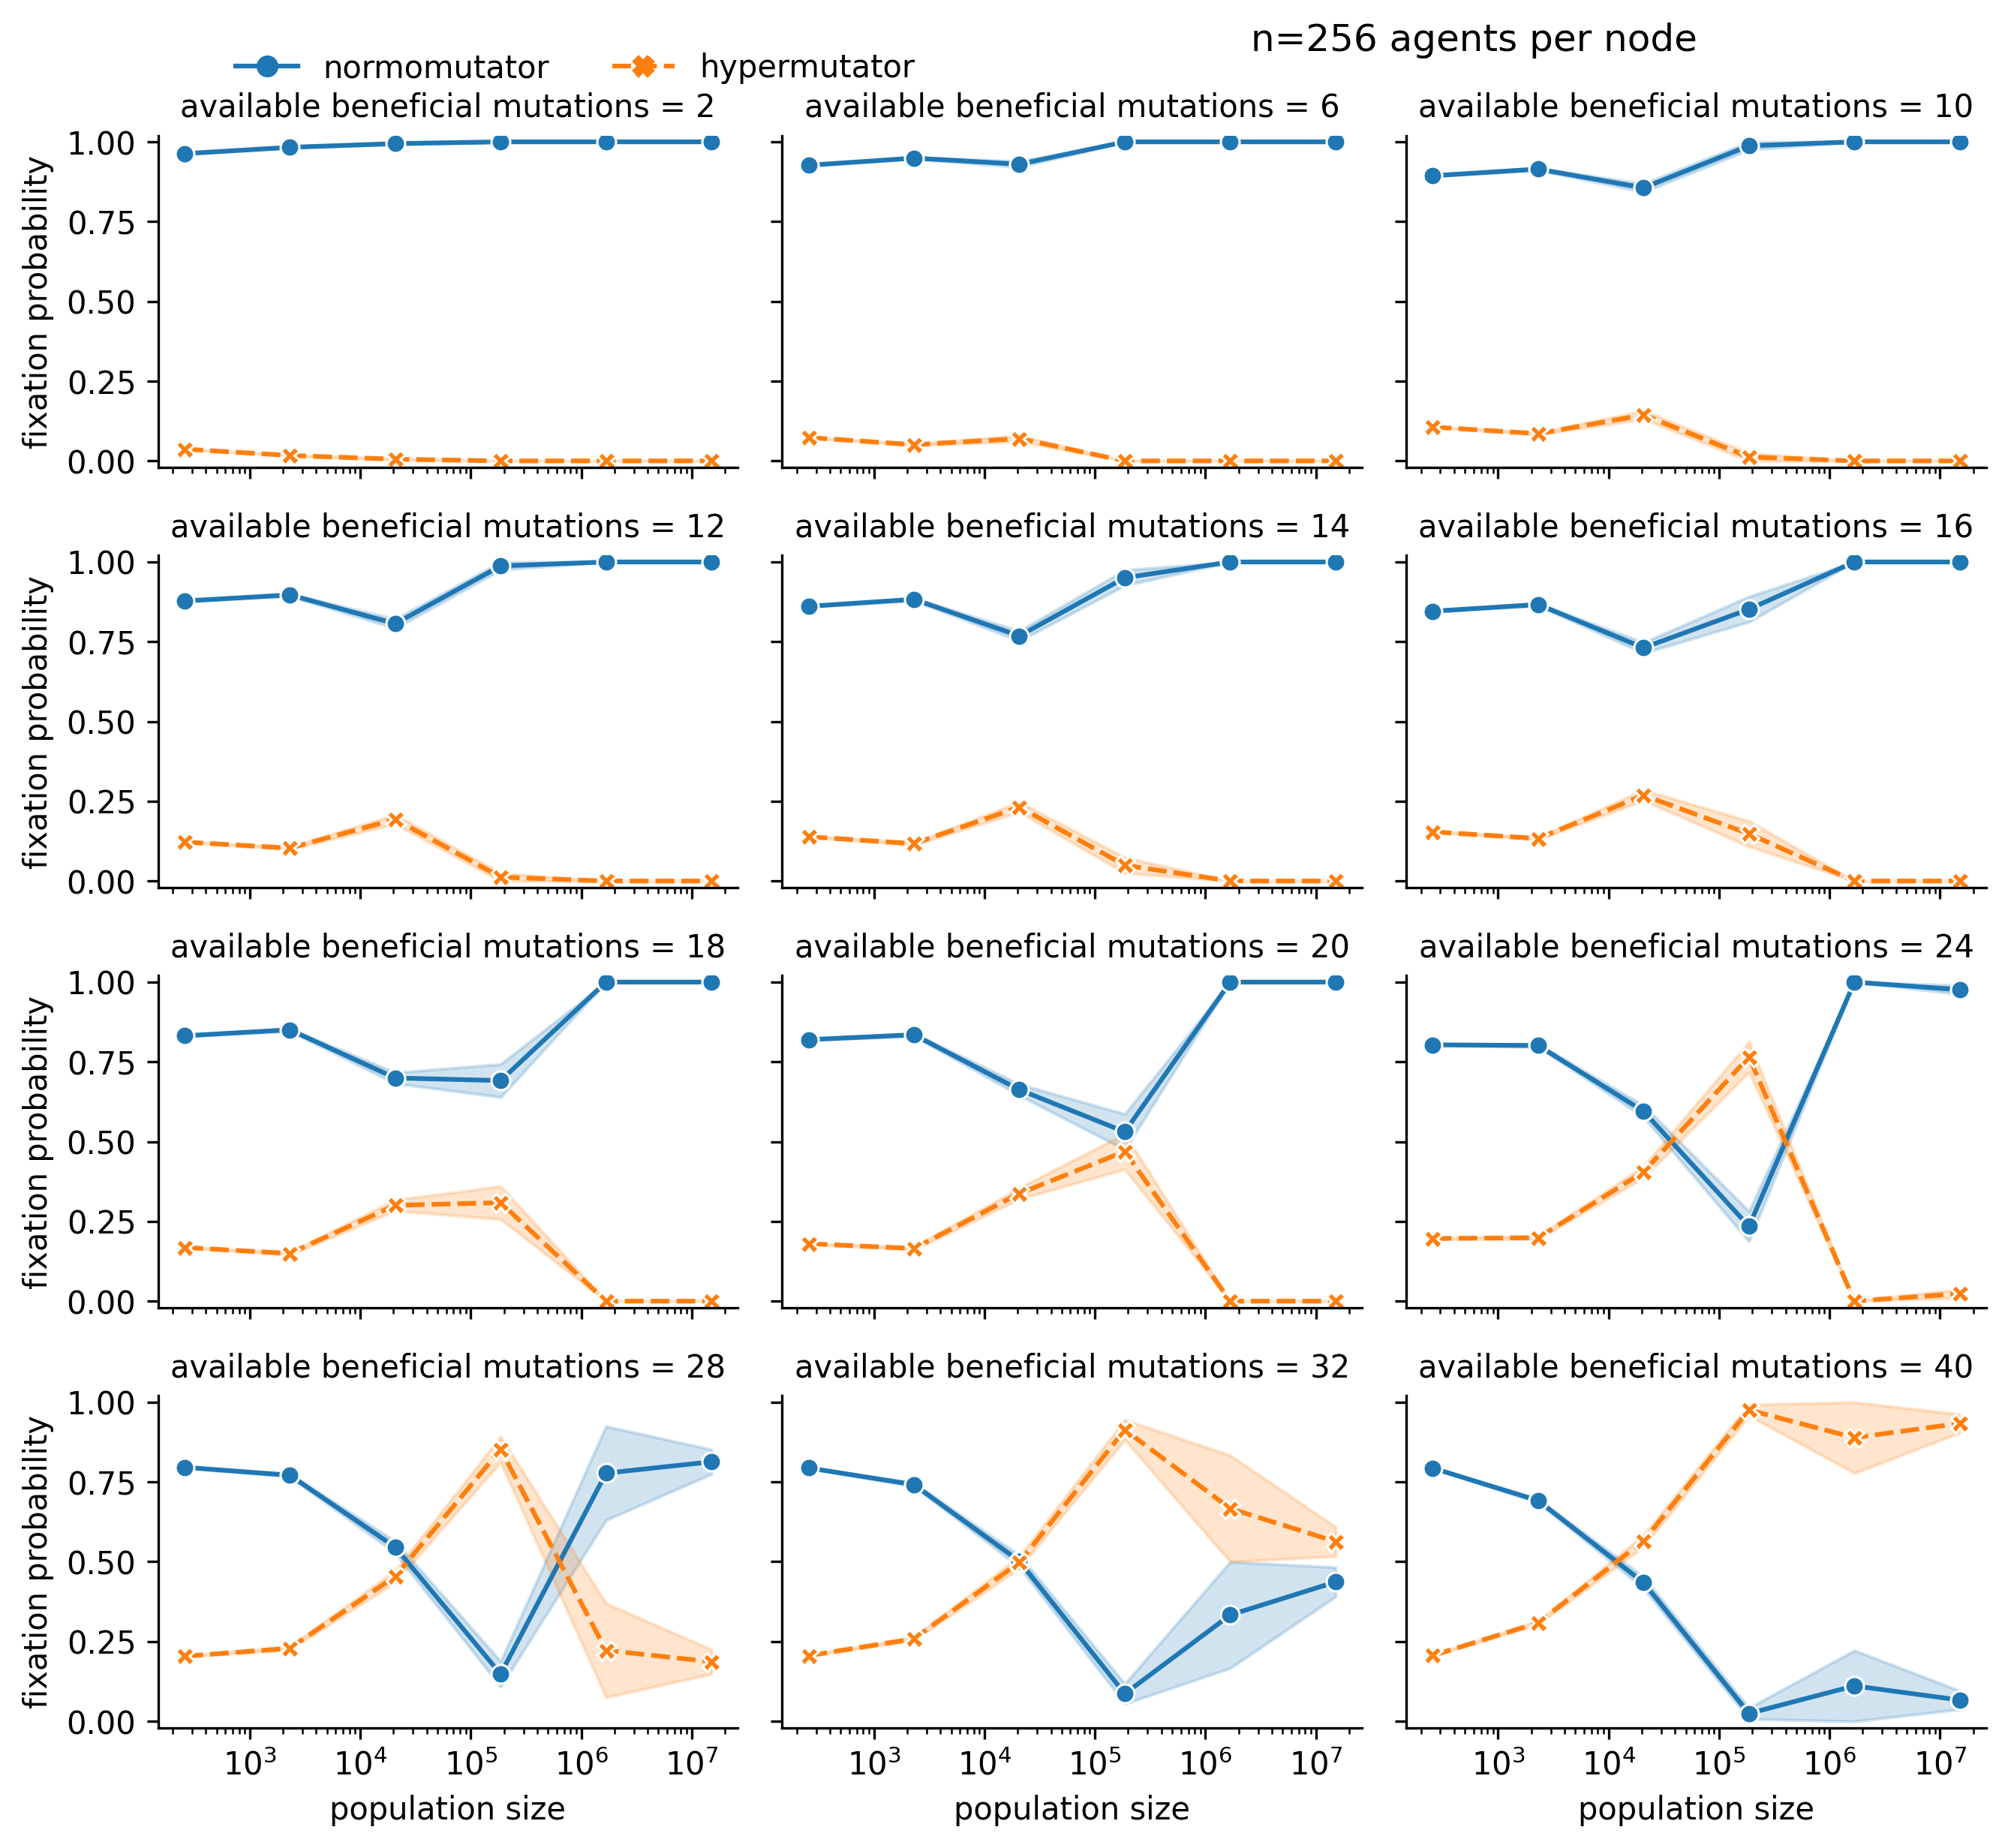 n=256 agents per node
normomutator hypermutator
available beneficial mutations = 2 available beneficial mutations = 6 available beneficial mutations = 10
1.00
0.75
0.50
0.25
0.00
fixation probability
available beneficial mutations = 12 available beneficial mutations = 14 available beneficial mutations = 16
1.00
0.75
0.50
0.25
0.00
fixation probability
available beneficial mutations = 18 available beneficial mutations = 20 available beneficial mutations = 24
1.00
0.75
0.50
0.25
0.00
fixation probability
available beneficial mutations = 28 available beneficial mutations = 32 available beneficial mutations = 40
1.00
0.75
0.50
0.25
0.00
fixation probability
10³ 10⁴ 10⁵ 10⁶ 10⁷ 10³ 10⁴ 10⁵ 10⁶ 10⁷ 10³ 10⁴ 10⁵ 10⁶ 10⁷
population size population size population size